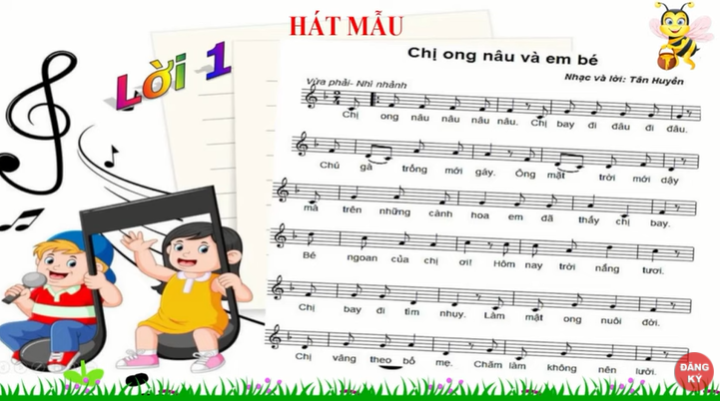 HÁT MẪU
Lời 1
Chị ong nâu và em bé
Nhạc và lời: Tân Huyền
Vừa phải- Nhí nhảnh
Chị ong nâu nâu nâu nâu. Chị bay đi đâu đi đâu.
Chú gà trống mới gáy. Ông mặt trời mới dậy
mà trên những cành hoa em đã thấy chị bay.
Bé ngoan của chị ơi! Hôm nay trời nắng tươi.
Chị bay đi tìm nhụy. Làm mật ong nuôi đời.
Chị vâng theo bố mẹ. Chăm làm không nên lười.
ĐĂNG
KÝ